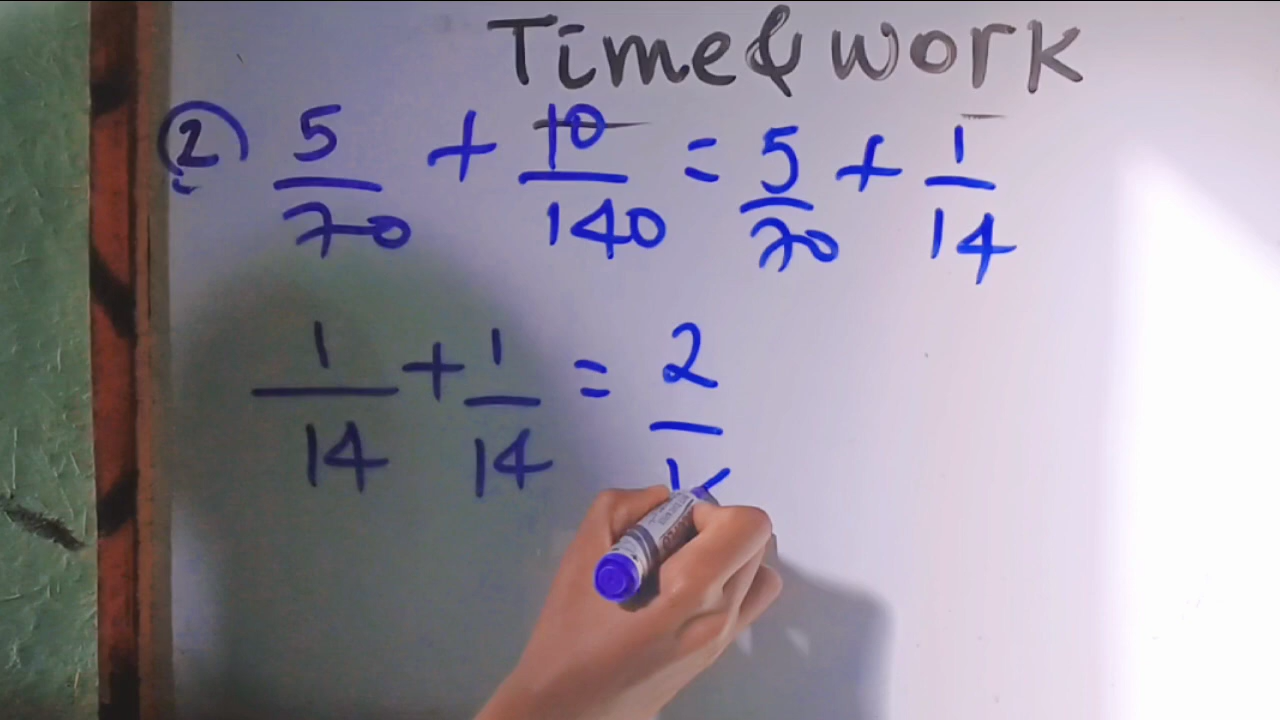 Time & work
② 5/70 + 10/140 = 5/70 + 1/14
1/14 + 1/14 = 2/